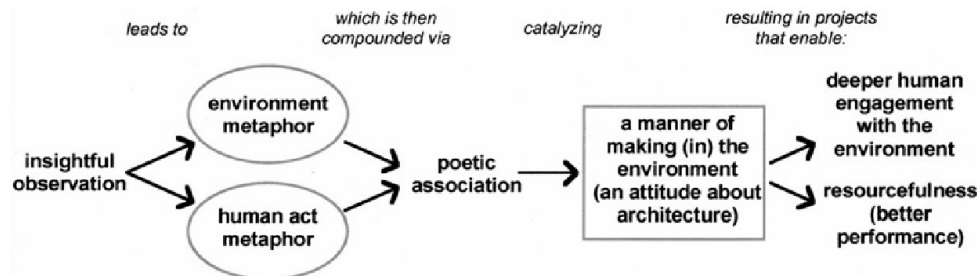 leads to
which is then
compounded via
catalyzing
resulting in projects
that enable:
insightful
observation
environment
metaphor
human act
metaphor
poetic
association
a manner of
making (in) the
environment
(an attitude about
architecture)
deeper human
engagement
with the
environment
resourcefulness
(better
performance)